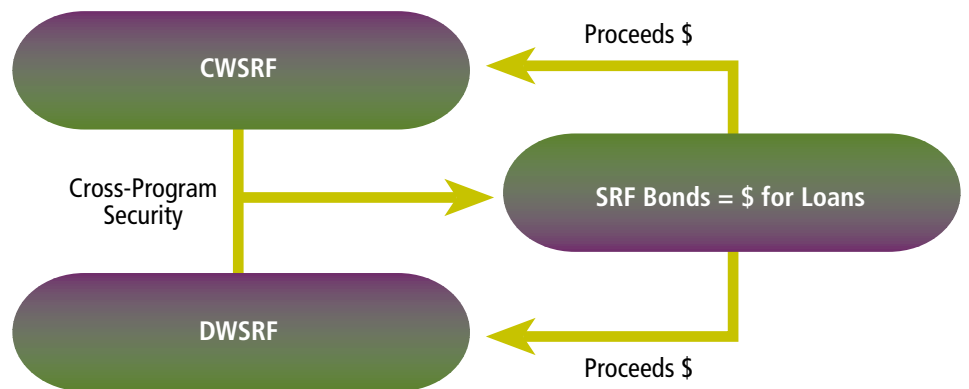 Proceeds $
CWSRF
Cross-Program
Security
SRF Bonds = $ for Loans
DWSRF
Proceeds $